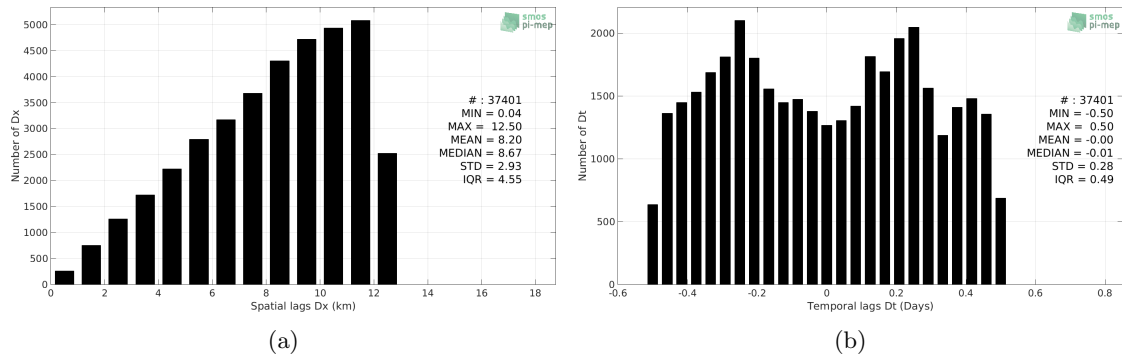 smos
pi-mep
Number of Dx
5000
4500
4000
3500
3000
2500
2000
1500
1000
500
0
# : 37401
MIN = 0.04
MAX = 12.50
MEAN = 8.20
MEDIAN = 8.67
STD = 2.93
IQR = 4.55
0 2 4 6 8 10 12 14 16 18
Spatial lags Dx (km)
(a)
smos
pi-mep
Number of Dt
2000
1500
1000
500
0
# : 37401
MIN = -0.50
MAX = 0.50
MEAN = -0.00
MEDIAN = -0.01
STD = 0.28
IQR = 0.49
-0.6 -0.4 -0.2 0 0.2 0.4 0.6 0.8
Temporal lags Dt (Days)
(b)